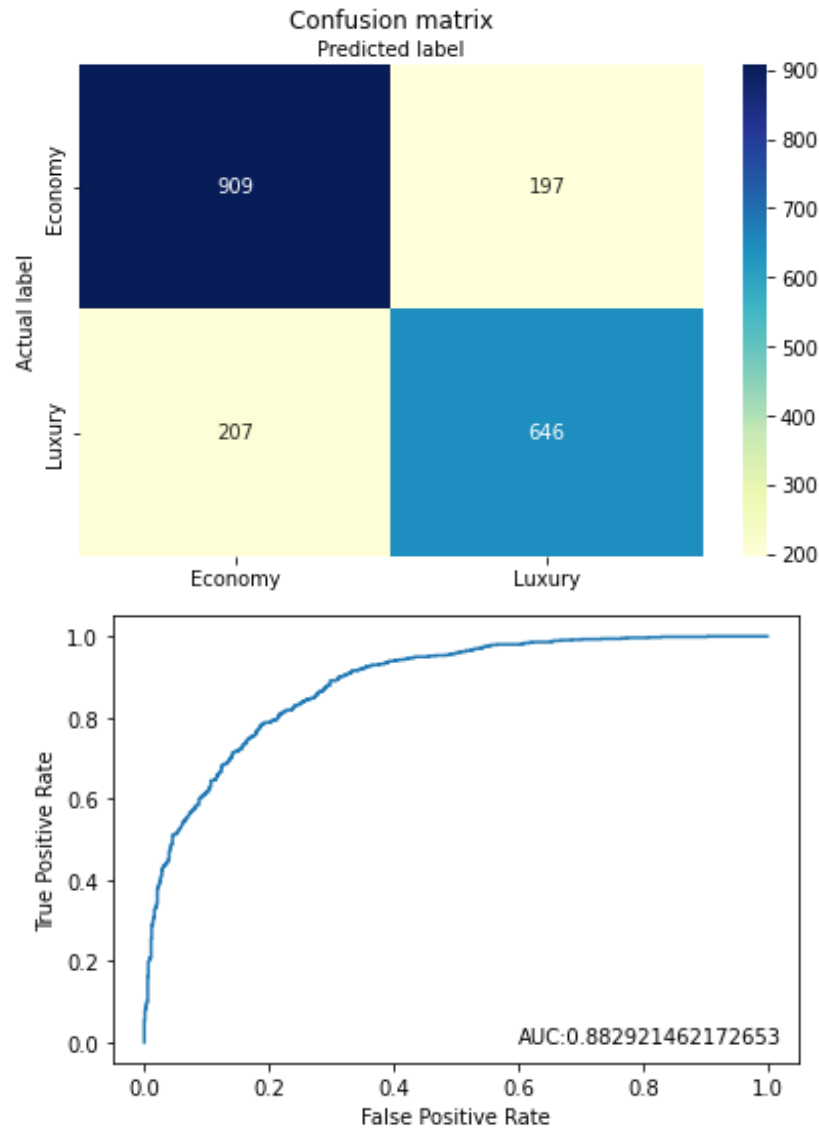 Confusion matrix
Predicted label
Actual label
Economy
Luxury
909 197
207 646
Economy Luxury
900
800
700
600
500
400
300
200
True Positive Rate
1.0
0.8
0.6
0.4
0.2
0.0
AUC:0.882921462172653
0.0 0.2 0.4 0.6 0.8 1.0
False Positive Rate